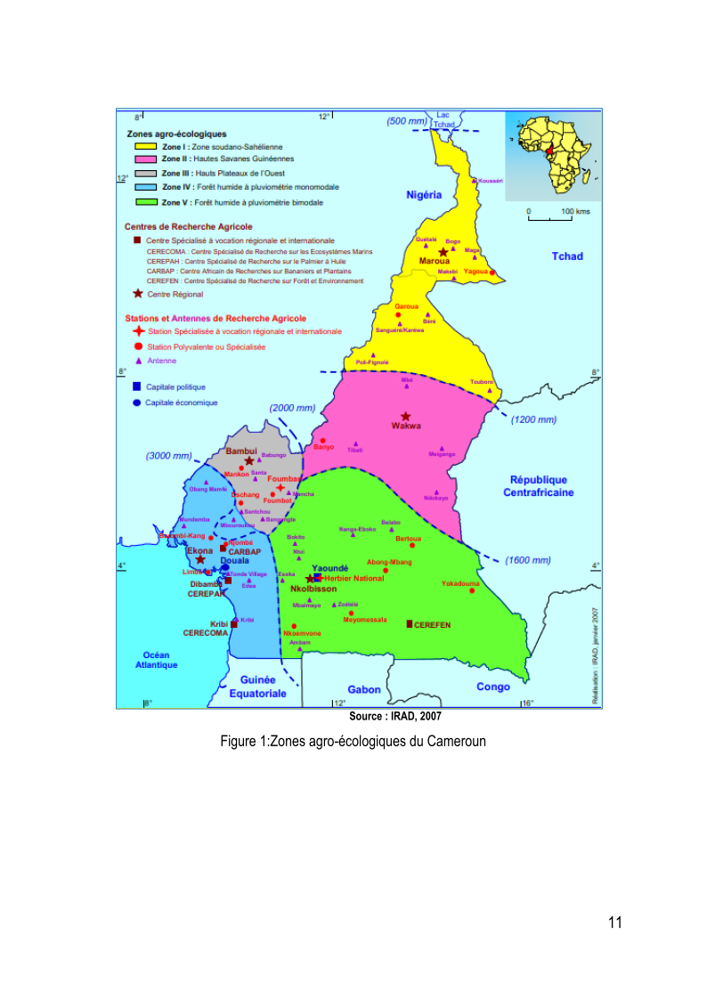 8°
12°
(500 mm)
Lac
Tchad
Zones agro-écologiques
Zone I : Zone soudano-Sahélienne
Zone II : Hautes Savanes Guinéennes
Zone III : Hauts Plateaux de l'Ouest
Zone IV : Forêt humide à pluviométrie monomodale
Zone V : Forêt humide à pluviométrie bimodale
12°
Kousséri
Nigéria
0 100 kms
Centres de Recherche Agricole
Centre Spécialisé à vocation régionale et internationale
CERECOMA : Centre Spécialisé de Recherche sur les Ecosystèmes Marins
CEREPAH : Centre Spécialisé de Recherche sur le Palmier à Huile
CARBAP : Centre Africain de Recherches sur Bananiers et Plantains
CEREFEN : Centre Spécialisé de Recherche sur Forêt et Environnement
Centre Régional
Guétalé
Bogo
Maga
Maroua
Tchad
Makebi
Yagoua
Stations et Antennes de Recherche Agricole
Station Spécialisée à vocation régionale et internationale
Station Polyvalente ou Spécialisée
Antenne
Capitale politique
Capitale économique
Garoua
Béré
Sanguéré/Karéwa
Poli-Fignolé
8°
8°
Mbé
Touboro
(2000 mm)
(1200 mm)
Wakwa
(3000 mm)
Bambui
Babungo
Banyo
Tibati
Meiganga
Mankon
Santa
Foumban
République
Centrafricaine
Obang Mamfé
Dschang
Foumbot
Mancha
Ndokayo
Santchou
Mundemba
Mbouroukou
Bangangte
Betabo
Nanga-Eboko
Njombé
Bokito
Bertoua
Ekona
CARBAP
Ntui
(1600 mm)
Douala
4°
4°
Yaoundé
Abong-Mbang
Tende Village
Eseka
Herbier National
Dibamba
Edea
Nkolbisson
Yokadouma
CEREPAH
Mbalmayo
Zoétélé
Kribi
Kribi
Meyomessala
CEREFEN
CERECOMA
Nkoemvone
Ambam
Océan
Atlantique
Guinée
Equatoriale
Gabon
Congo
Réalisation : IRAD, janvier 2007
8°
12°
16°
Source : IRAD, 2007
Figure 1:Zones agro-écologiques du Cameroun
11